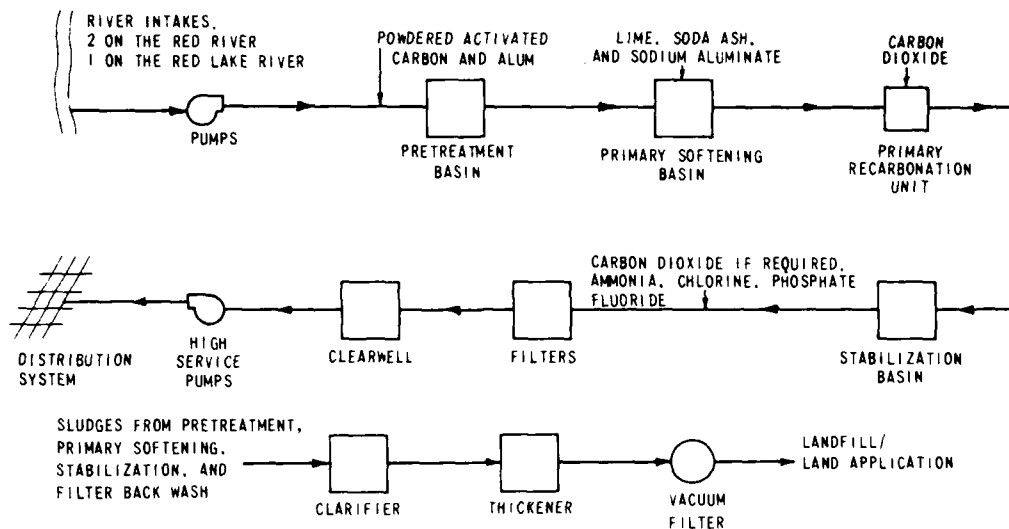 RIVER INTAKES,
2 ON THE RED RIVER
1 ON THE RED LAKE RIVER
PUMPS
POWDERED ACTIVATED
CARBON AND ALUM
PRETREATMENT
BASIN
LIME, SODA ASH,
AND SODIUM ALUMINATE
PRIMARY SOFTENING
BASIN
CARBON
DIOXIDE
PRIMARY
RECARBONATION
UNIT
DISTRIBUTION
SYSTEM
HIGH
SERVICE
PUMPS
CLEARWELL
FILTERS
CARBON DIOXIDE IF REQUIRED,
AMMONIA, CHLORINE, PHOSPHATE
FLUORIDE
STABILIZATION
BASIN
SLUDGES FROM PRETREATMENT,
PRIMARY SOFTENING,
STABILIZATION, AND
FILTER BACK WASH
CLARIFIER
THICKENER
VACUUM
FILTER
LANDFILL/
LAND APPLICATION